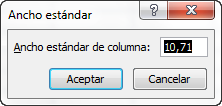 Ancho estándar
Ancho estándar de columna: 10,71
Aceptar Cancelar